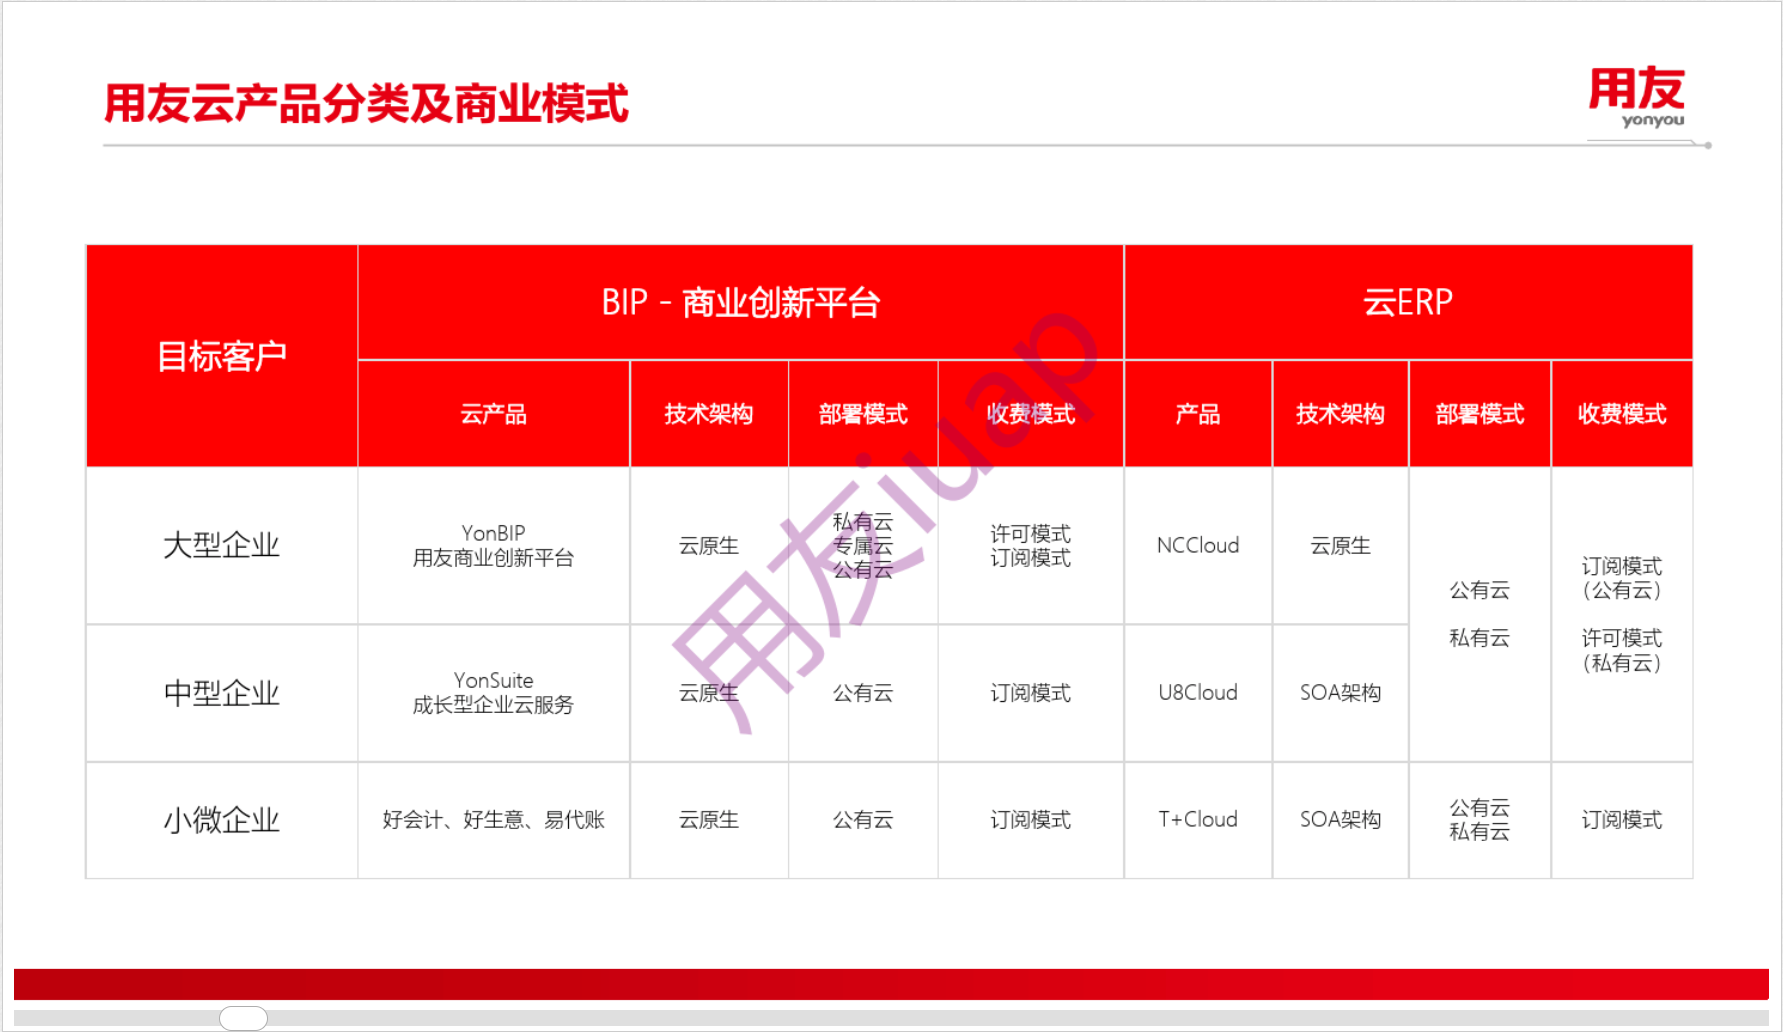 用友云产品分类及商业模式
用友
yonyou
目标客户
BIP - 商业创新平台
云ERP
云产品
技术架构
部署模式
收费模式
产品
技术架构
部署模式
收费模式
大型企业
YonBIP
用友商业创新平台
云原生
私有云
专属云
公有云
许可模式
订阅模式
NCCloud
云原生
公有云
私有云
订阅模式
（公有云）
许可模式
（私有云）
中型企业
YonSuite
成长型企业云服务
云原生
公有云
订阅模式
U8Cloud
SOA架构
小微企业
好会计、好生意、易代账
云原生
公有云
订阅模式
T+Cloud
SOA架构
公有云
私有云
订阅模式
用友iuap